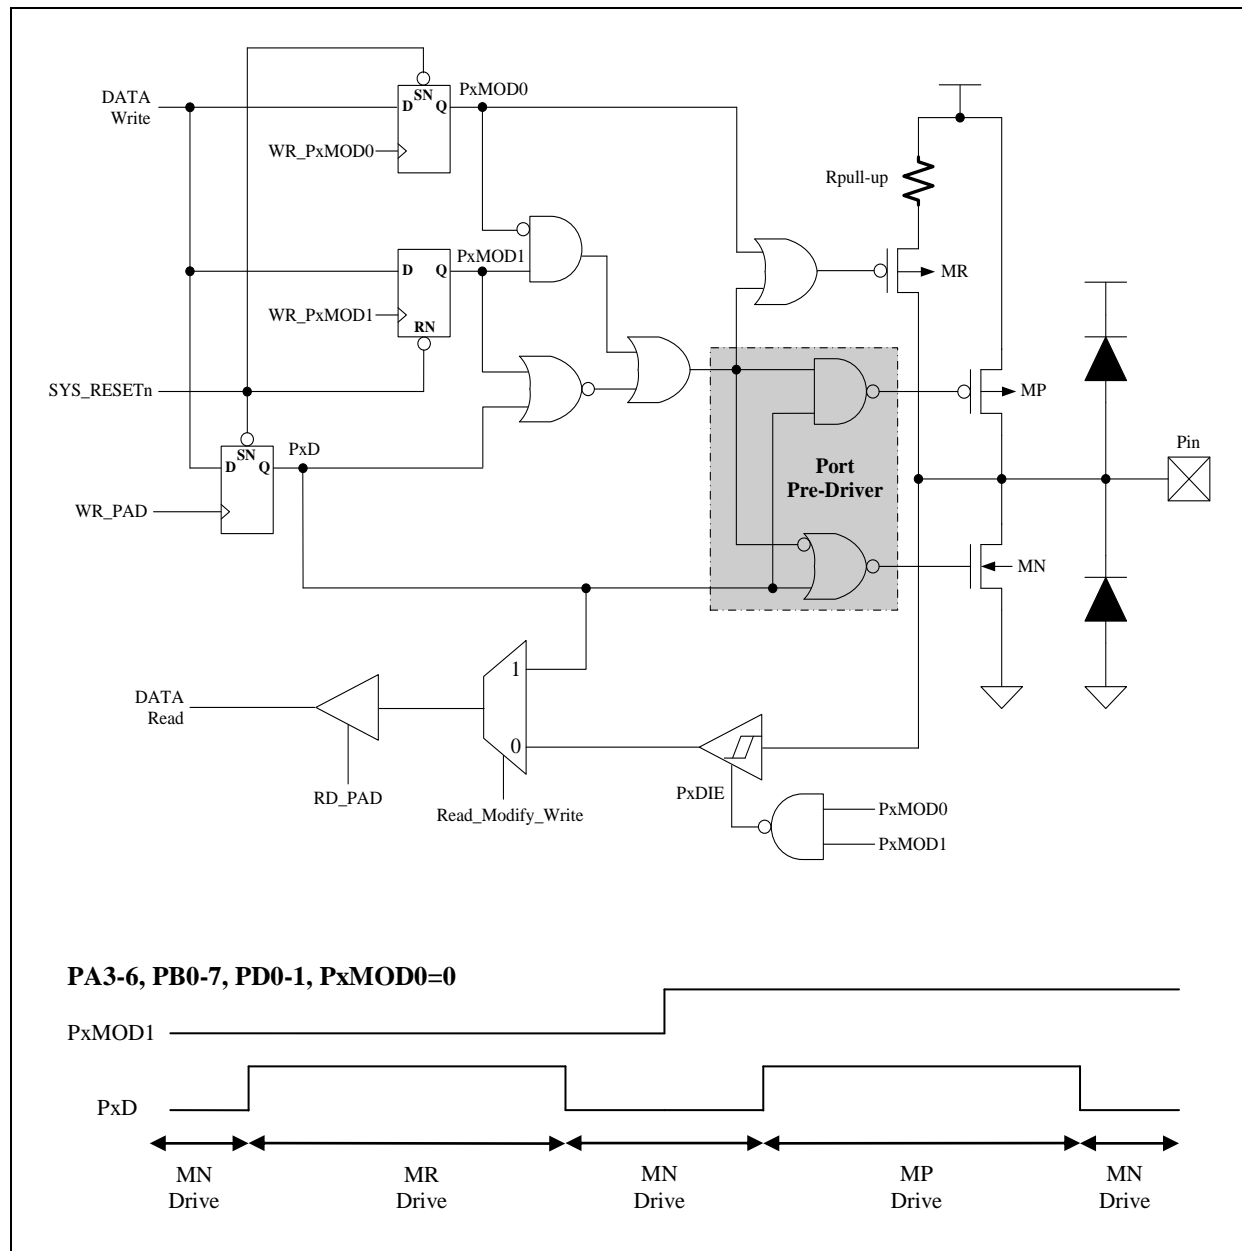 DATA
Write
SN
D
Q
PxMOD0
WR_PxMOD0
Rpull-up
D
Q
PxMOD1
WR_PxMOD1
RN
MR
SYS_RESETn
MP
SN
D
Q
PxD
WR_PAD
Port
Pre-Driver
Pin
MN
DATA
Read
1
0
RD_PAD
Read_Modify_Write
PxDIE
PxMOD0
PxMOD1
PA3-6, PB0-7, PD0-1, PxMOD0=0
PxMOD1
PxD
MN
Drive
MR
Drive
MN
Drive
MP
Drive
MN
Drive